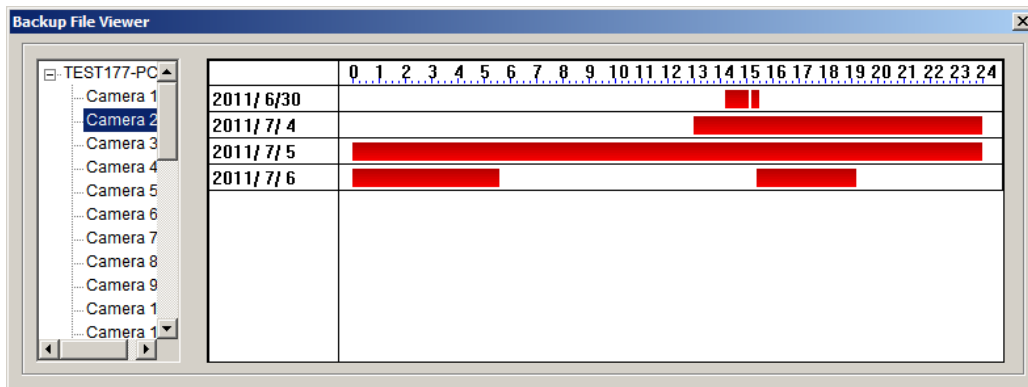 Backup File Viewer
TEST177-PC
Camera 1
Camera 2
Camera 3
Camera 4
Camera 5
Camera 6
Camera 7
Camera 8
Camera 9
Camera 1
Camera 1
0 1 2 3 4 5 6 7 8 9 10 11 12 13 14 15 16 17 18 19 20 21 22 23 24
2011/ 6/30
2011/ 7/ 4
2011/ 7/ 5
2011/ 7/ 6